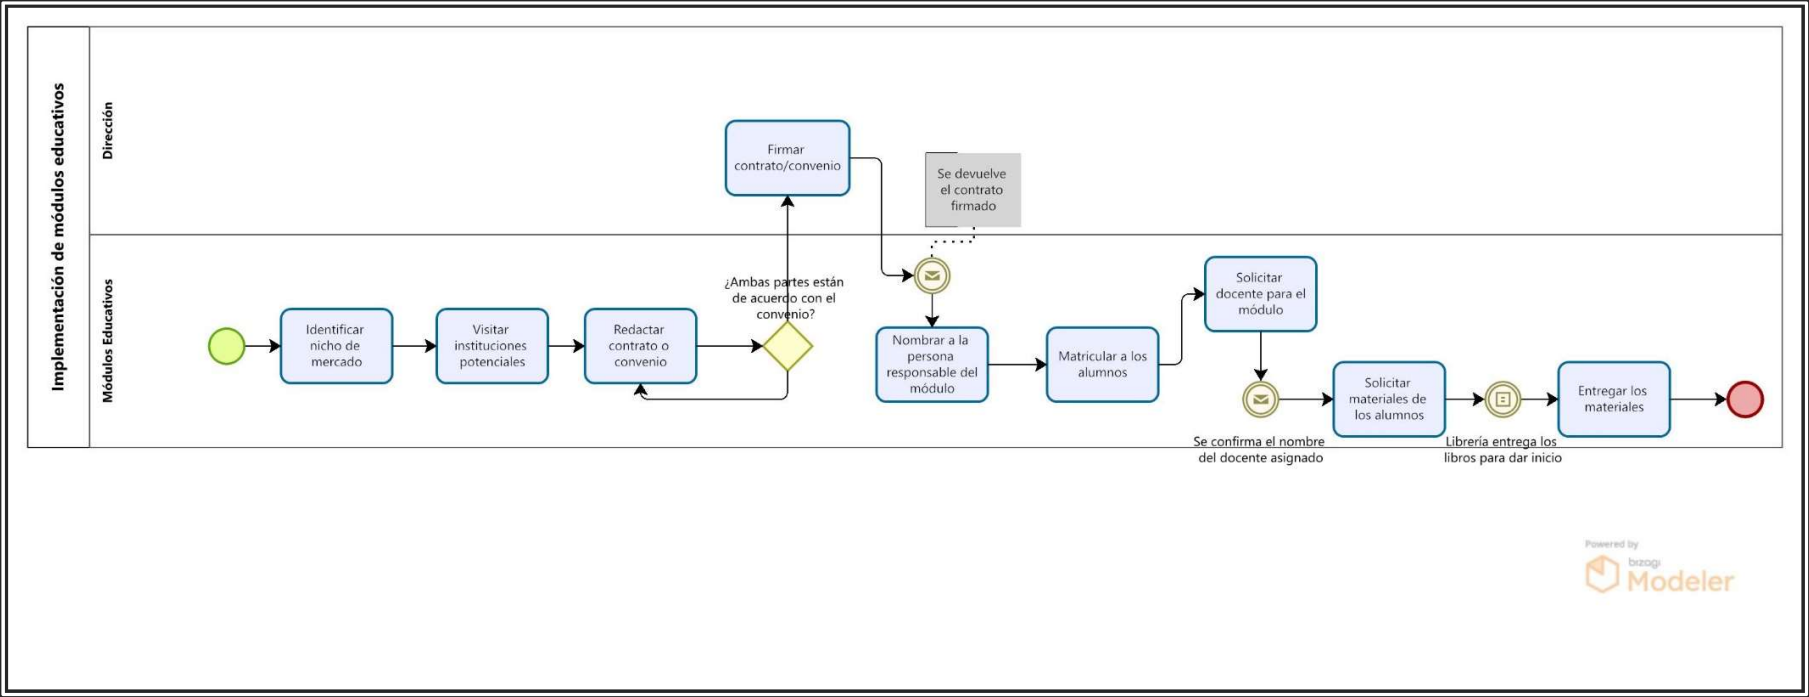 Implementación de módulos educativos
Dirección
Módulos Educativos
Firmar
contrato/convenio
Se devuelve
el contrato
firmado
¿Ambas partes están
de acuerdo con el
convenio?
Identificar
nicho de
mercado
Visitar
instituciones
potenciales
Redactar
contrato o
convenio
Nombrar a la
persona
responsable del
módulo
Matricular a los
alumnos
Solicitar
docente para el
módulo
Se confirma el nombre
del docente asignado
Solicitar
materiales de
los alumnos
Librería entrega los
libros para dar inicio
Entregar los
materiales
Powered by
bizagi
Modeler